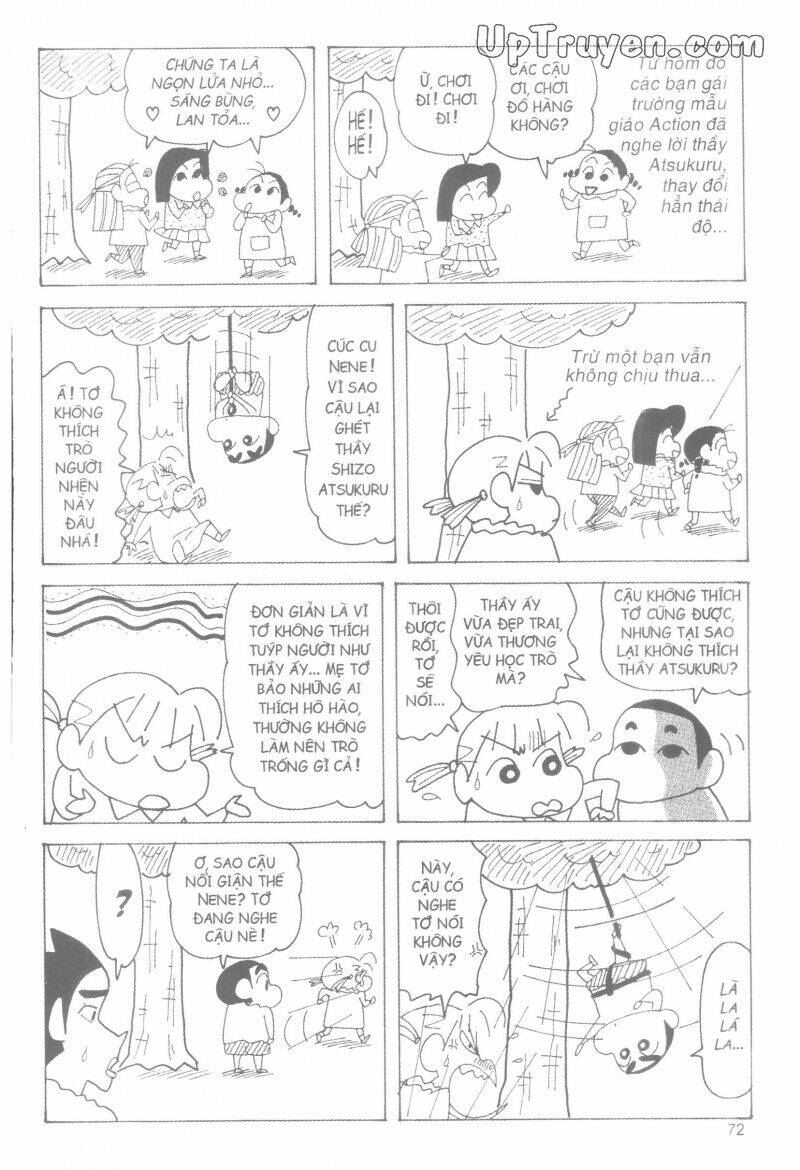 UpTruyen.com
Từ hôm đó
các bạn gái
trường mẫu
giáo Action đã
nghe lời thầy
Atsukuru,
thay đổi
hẳn thái
độ...
CÁC CẬU
ƠI, CHƠI
ĐỒ HÀNG
KHÔNG?
Ừ, CHƠI
ĐI! CHƠI
ĐI!
HẾ!
HẾ!
CHÚNG TA LÀ
NGỌN LỬA NHỎ...
SÁNG BÙNG,
LAN TỎA...
Trừ một bạn vẫn
không chịu thua...
CÚC CU
NENE!
VÌ SAO
CẬU LẠI
GHÉT
THẦY
SHIZO
ATSUKURU
THẾ?
Á! TỚ
KHÔNG
THÍCH
TRÒ
NGƯỜI
NHỆN
NÀY
ĐÂU
NHÁ!
CẬU KHÔNG THÍCH
TỚ CŨNG ĐƯỢC,
NHƯNG TẠI SAO
LẠI KHÔNG THÍCH
THẦY ATSUKURU?
THẦY ẤY
VỪA ĐẸP TRAI,
VỪA THƯƠNG
YÊU HỌC TRÒ
MÀ?
THÔI
ĐƯỢC
RỒI,
TỚ
SẼ
NÓI...
ĐƠN GIẢN LÀ VÌ
TỚ KHÔNG THÍCH
TUÝP NGƯỜI NHƯ
THẦY ẤY... MẸ TỚ
BẢO NHỮNG AI
THÍCH HÔ HÀO,
THƯỜNG KHÔNG
LÀM NÊN TRÒ
TRỐNG GÌ CẢ!
LÀ
LA
LÁ
LA...
NÀY,
CẬU CÓ
NGHE
TỚ NÓI
KHÔNG
VẬY?
Ơ, SAO CẬU
NỔI GIẬN THẾ
NENE? TỚ
ĐANG NGHE
CẬU NÈ!
?
72